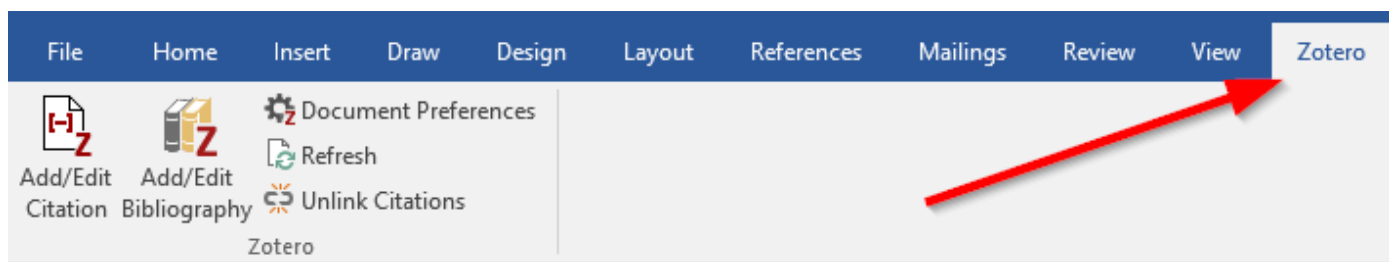 File Home Insert Draw Design Layout References Mailings Review View Zotero
Add/Edit
Citation
Add/Edit
Bibliography
Document Preferences
Refresh
Unlink Citations
Zotero